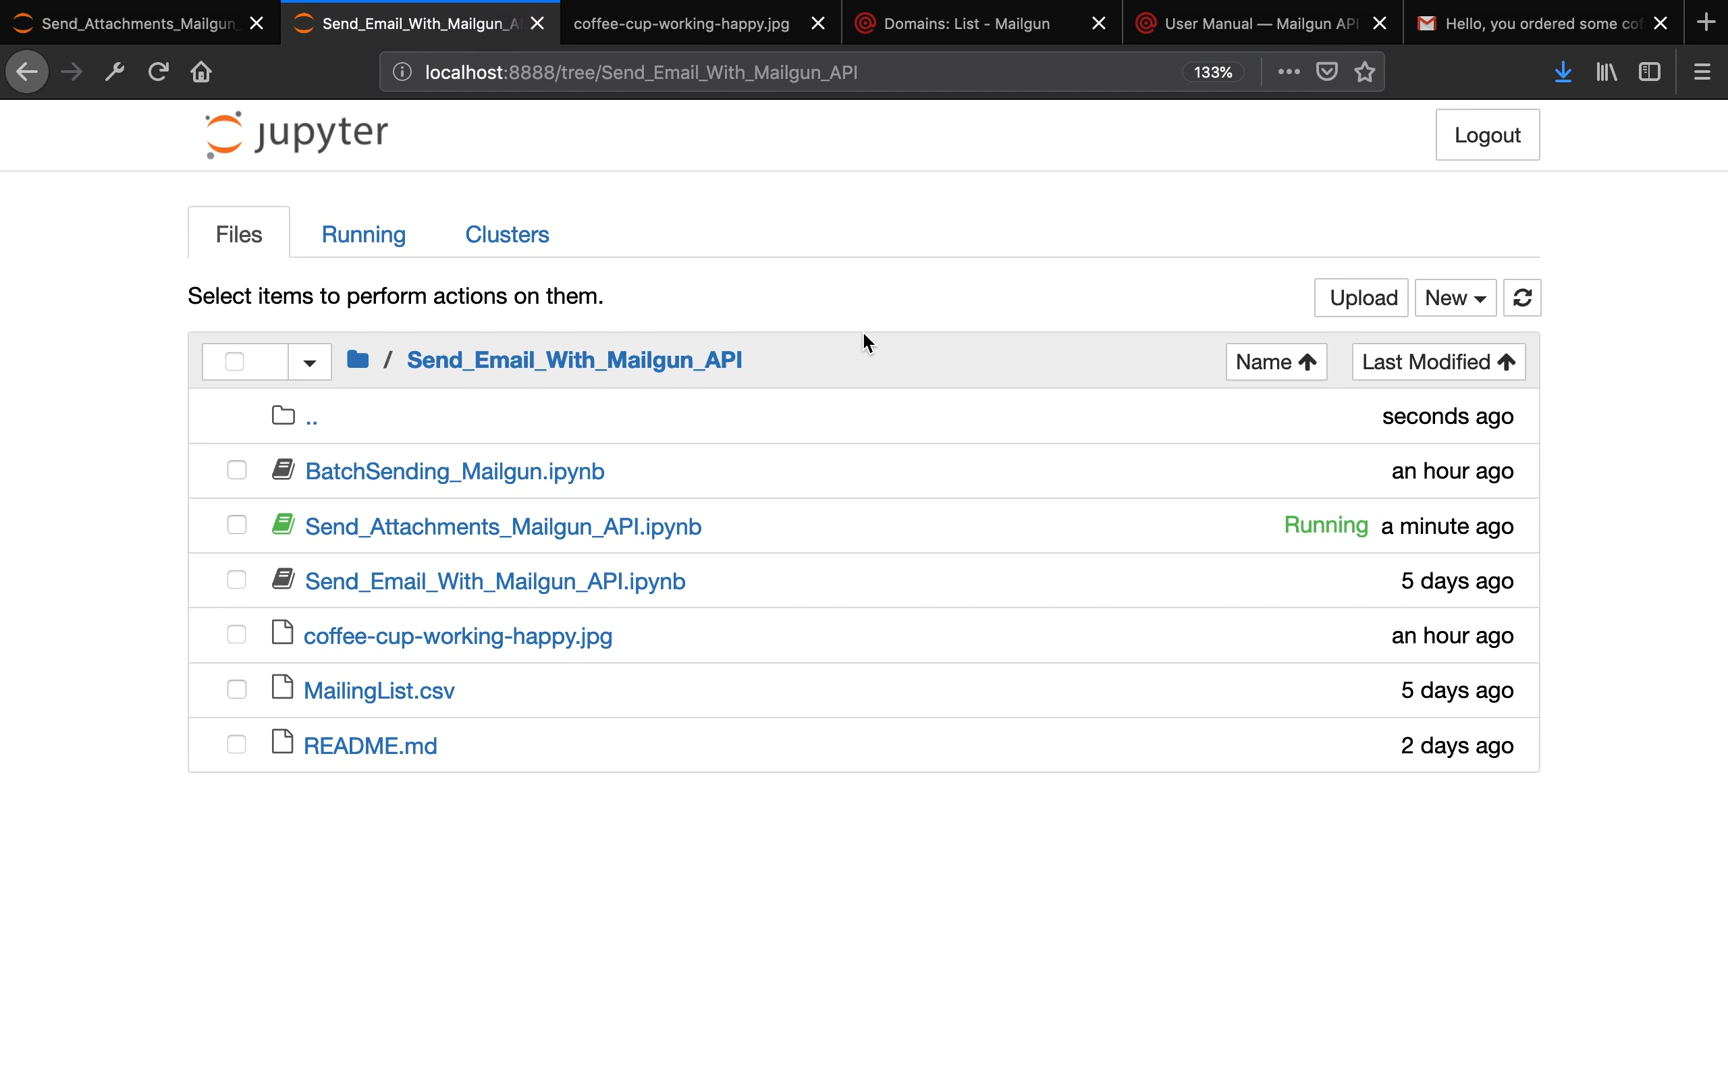 Send_Attachments_Mailgun
Send_Email_With_Mailgun_A
coffee-cup-working-happy.jpg
Domains: List - Mailgun
User Manual — Mailgun API
Hello, you ordered some cof
localhost:8888/tree/Send_Email_With_Mailgun_API
133%
jupyter
Logout
Files
Running
Clusters
Select items to perform actions on them.
Upload
New
/ Send_Email_With_Mailgun_API
Name
Last Modified
..
seconds ago
BatchSending_Mailgun.ipynb
an hour ago
Send_Attachments_Mailgun_API.ipynb
Running a minute ago
Send_Email_With_Mailgun_API.ipynb
5 days ago
coffee-cup-working-happy.jpg
an hour ago
MailingList.csv
5 days ago
README.md
2 days ago